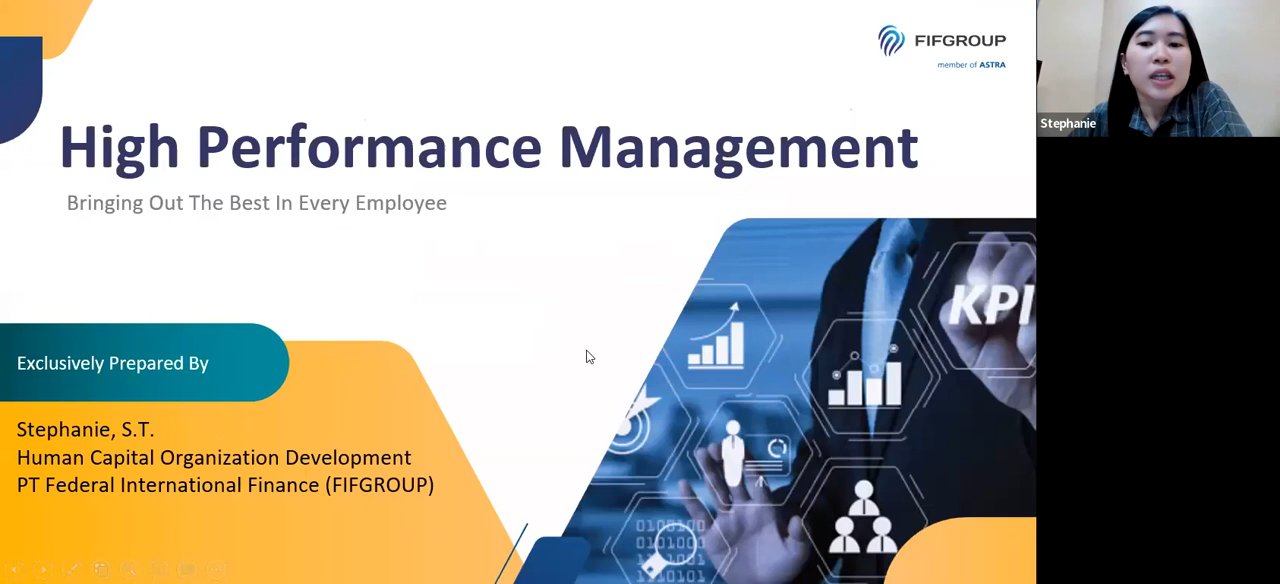 FIFGROUP
member of ASTRA
Stephanie
High Performance Management
Bringing Out The Best In Every Employee
KPI
Exclusively Prepared By
Stephanie, S.T.
Human Capital Organization Development
PT Federal International Finance (FIFGROUP)
0101000